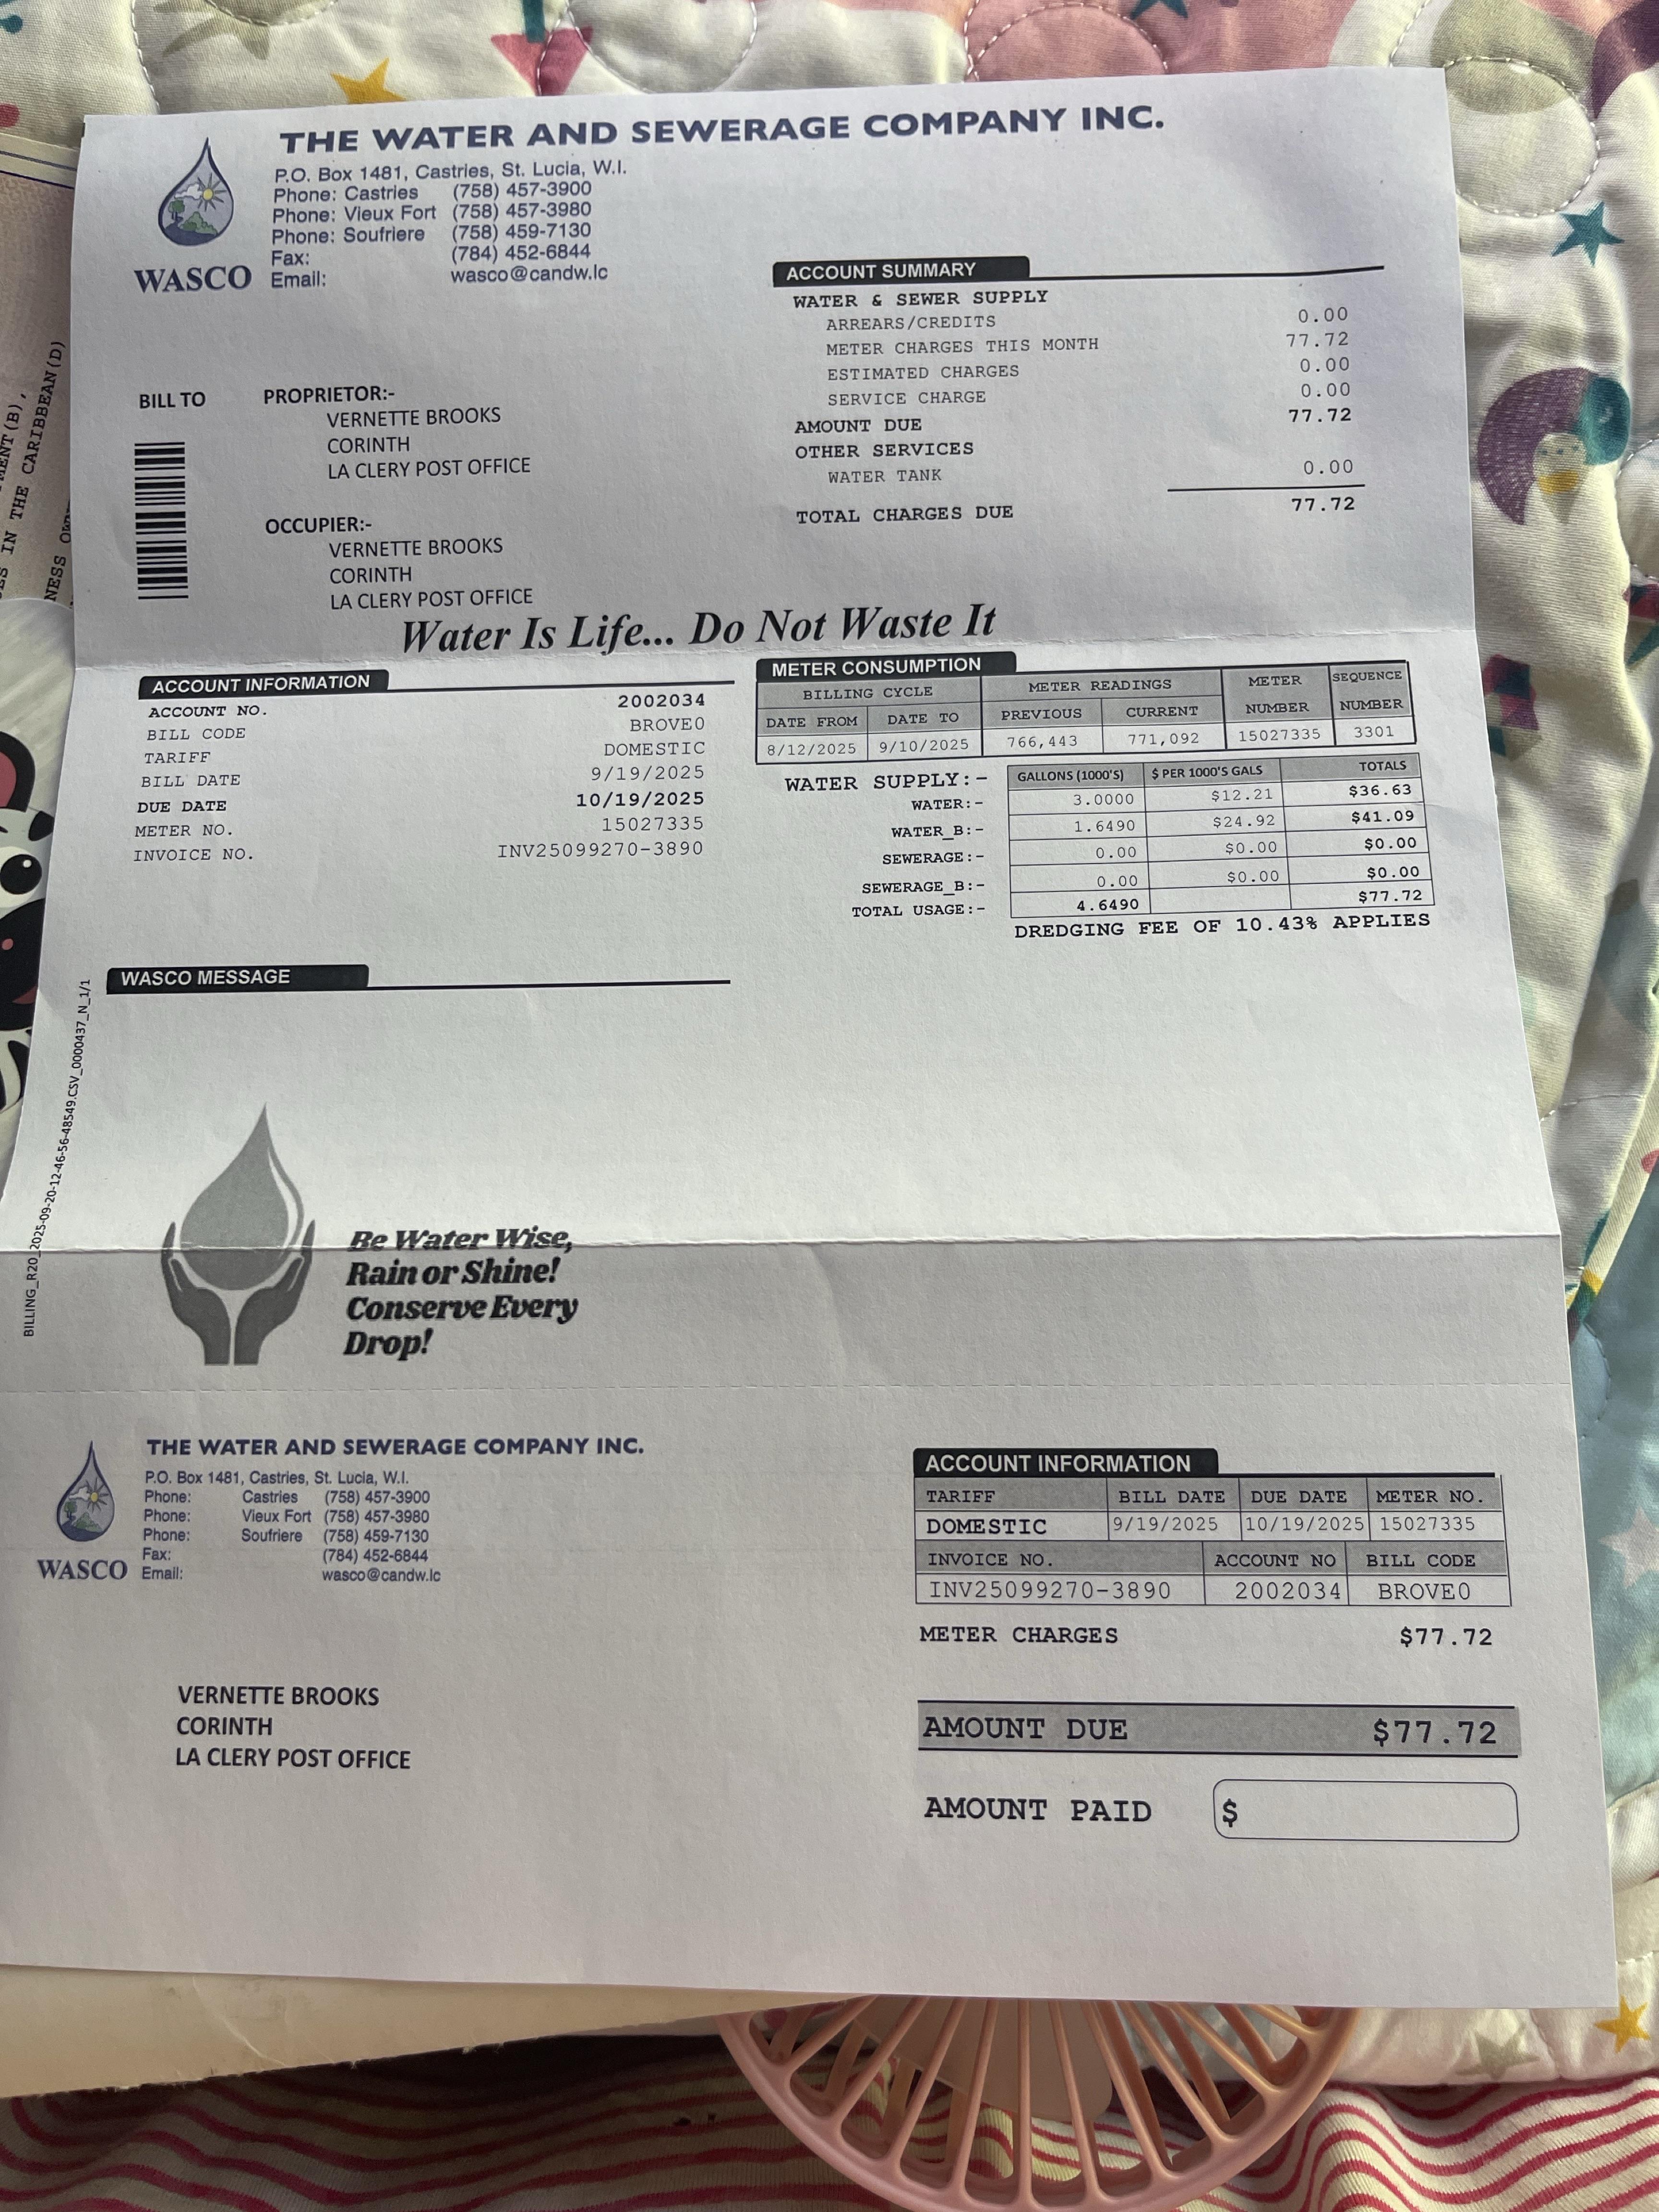 THE WATER AND SEWERAGE COMPANY INC.
P.O. Box 1481, Castries, St. Lucia, W.I.
Phone: Castries (758) 457-3900
Phone: Vieux Fort (758) 457-3980
Phone: Soufriere (758) 459-7130
Fax: (784) 452-6844
Email: wasco@candw.lc
WASCO
ACCOUNT SUMMARY
WATER & SEWER SUPPLY
ARREARS/CREDITS 0.00
METER CHARGES THIS MONTH 77.72
ESTIMATED CHARGES 0.00
SERVICE CHARGE 0.00
AMOUNT DUE 77.72
OTHER SERVICES
WATER TANK 0.00
TOTAL CHARGES DUE 77.72
BILL TO
PROPRIETOR:-
VERNETTE BROOKS
CORINTH
LA CLERY POST OFFICE
OCCUPIER:-
VERNETTE BROOKS
CORINTH
LA CLERY POST OFFICE
Water Is Life... Do Not Waste It
ACCOUNT INFORMATION
ACCOUNT NO. 2002034
BILL CODE BROVE0
TARIFF DOMESTIC
BILL DATE 9/19/2025
DUE DATE 10/19/2025
METER NO. 15027335
INVOICE NO. INV25099270-3890
METER CONSUMPTION
BILLING CYCLE METER READINGS METER NUMBER SEQUENCE NUMBER
DATE FROM DATE TO PREVIOUS CURRENT
8/12/2025 9/10/2025 766,443 771,092 15027335 3301
WATER SUPPLY:- GALLONS (1000'S) $ PER 1000'S GALS TOTALS
WATER:- 3.0000 $12.21 $36.63
WATER_B:- 1.6490 $24.92 $41.09
SEWERAGE:- 0.00 $0.00 $0.00
SEWERAGE_B:- 0.00 $0.00 $0.00
TOTAL USAGE:- 4.6490 $77.72
DREDGING FEE OF 10.43% APPLIES
WASCO MESSAGE
BILLING_R20_2025-09-20-12-46-56-48549.CSV_0000437_N_1/1
Be Water Wise,
Rain or Shine!
Conserve Every
Drop!
THE WATER AND SEWERAGE COMPANY INC.
P.O. Box 1481, Castries, St. Lucia, W.I.
Phone: Castries (758) 457-3900
Phone: Vieux Fort (758) 457-3980
Phone: Soufriere (758) 459-7130
Fax: (784) 452-6844
Email: wasco@candw.lc
WASCO
ACCOUNT INFORMATION
TARIFF BILL DATE DUE DATE METER NO.
DOMESTIC 9/19/2025 10/19/2025 15027335
INVOICE NO. ACCOUNT NO BILL CODE
INV25099270-3890 2002034 BROVE0
METER CHARGES $77.72
VERNETTE BROOKS
CORINTH
LA CLERY POST OFFICE
AMOUNT DUE $77.72
AMOUNT PAID $
IN THE CARIBBEAN(D)